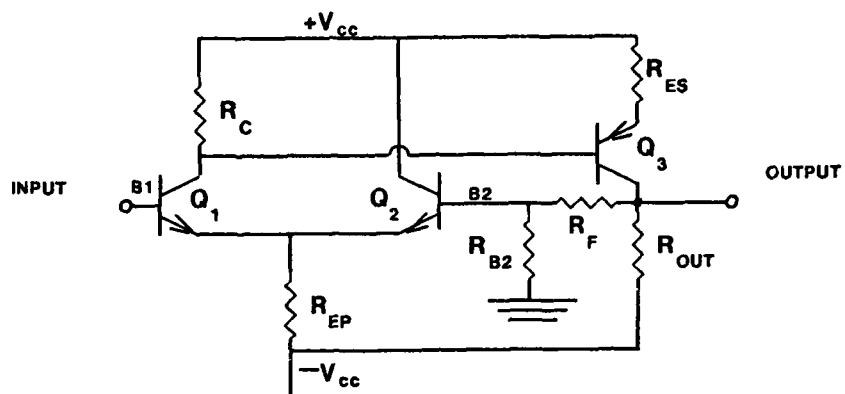 +Vcc
RC
RES
Q3
INPUT
B1
Q1
Q2
B2
OUTPUT
RB2
RF
ROUT
REP
−Vcc